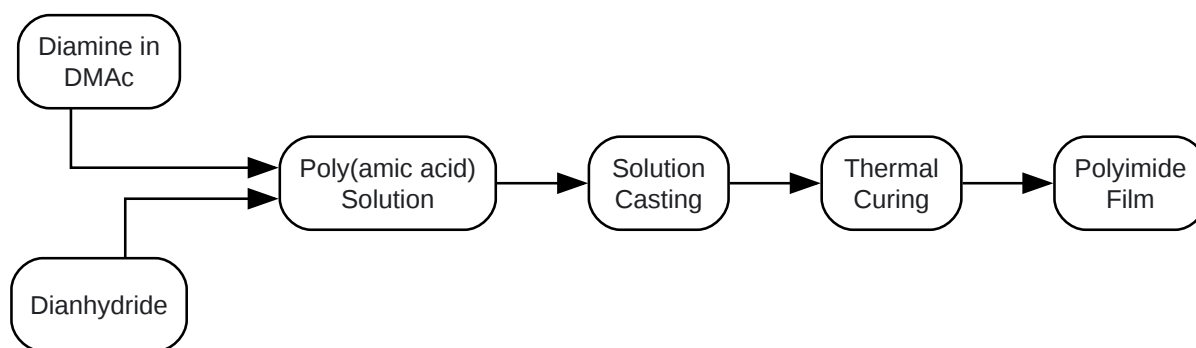 Diamine in
DMAc
Poly(amic acid)
Solution
Solution
Casting
Thermal
Curing
Polyimide
Film
Dianhydride